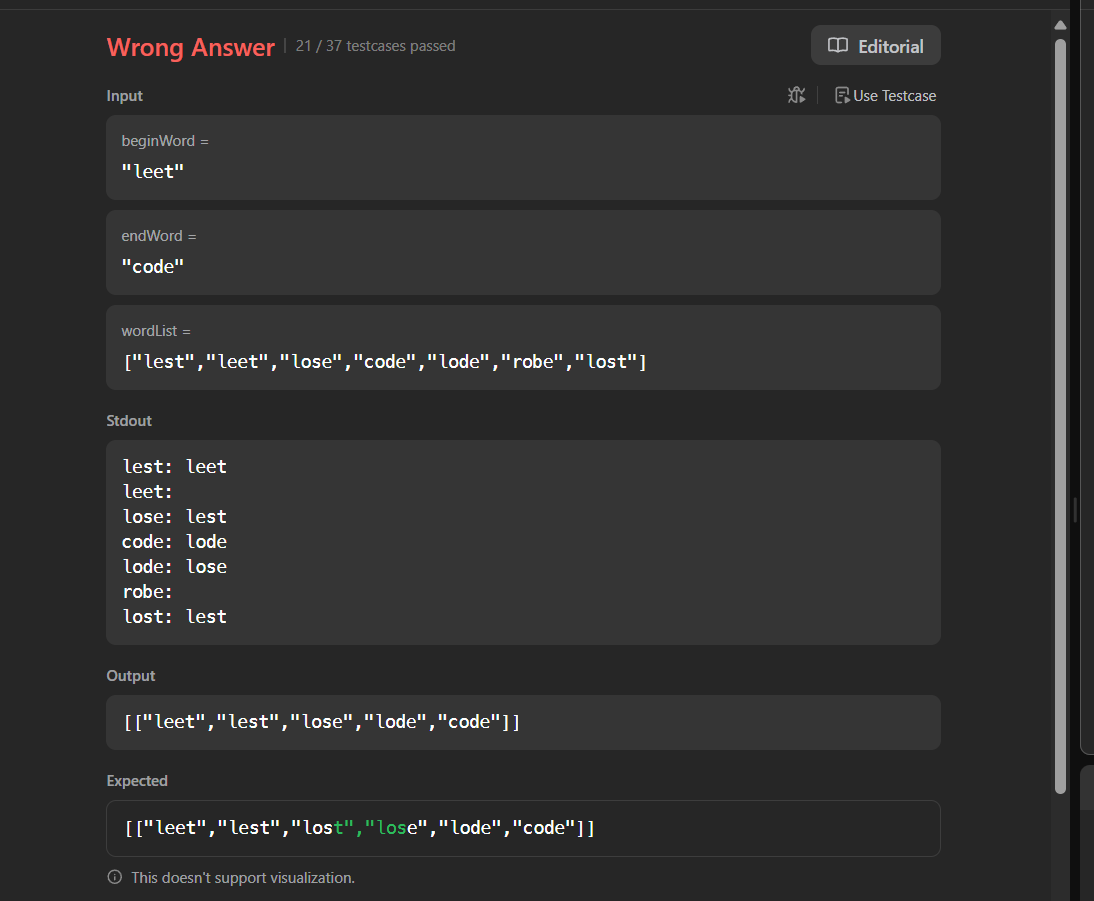 Wrong Answer | 21 / 37 testcases passed
Editorial
Input
Use Testcase
beginWord =
"leet"
endWord =
"code"
wordList =
["lest","leet","lose","code","lode","robe","lost"]
Stdout
lest: leet
leet:
lose: lest
code: lode
lode: lose
robe:
lost: lest
Output
[["leet","lest","lose","lode","code"]]
Expected
[["leet","lest","lost","lose","lode","code"]]
This doesn't support visualization.